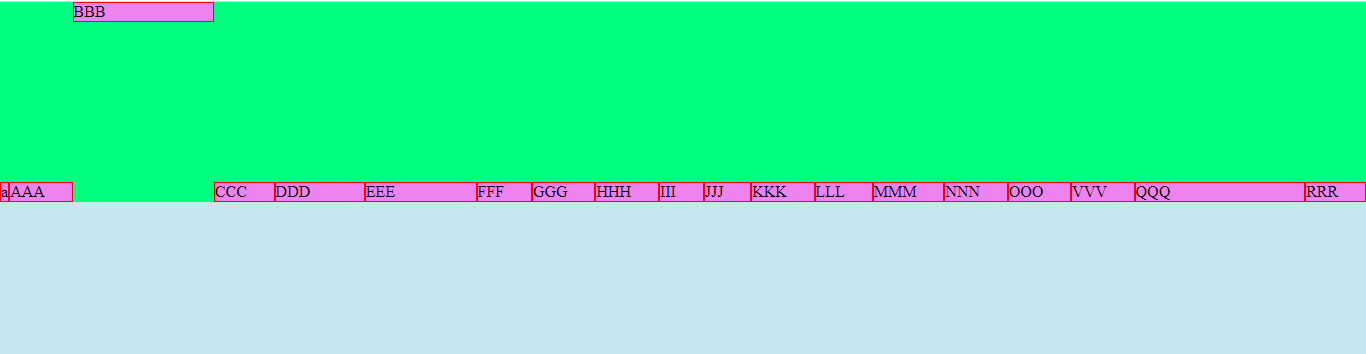 BBB
a AAA CCC DDD EEE FFF GGG HHH III JJJ KKK LLL MMM NNN OOO VVV QQQ RRR